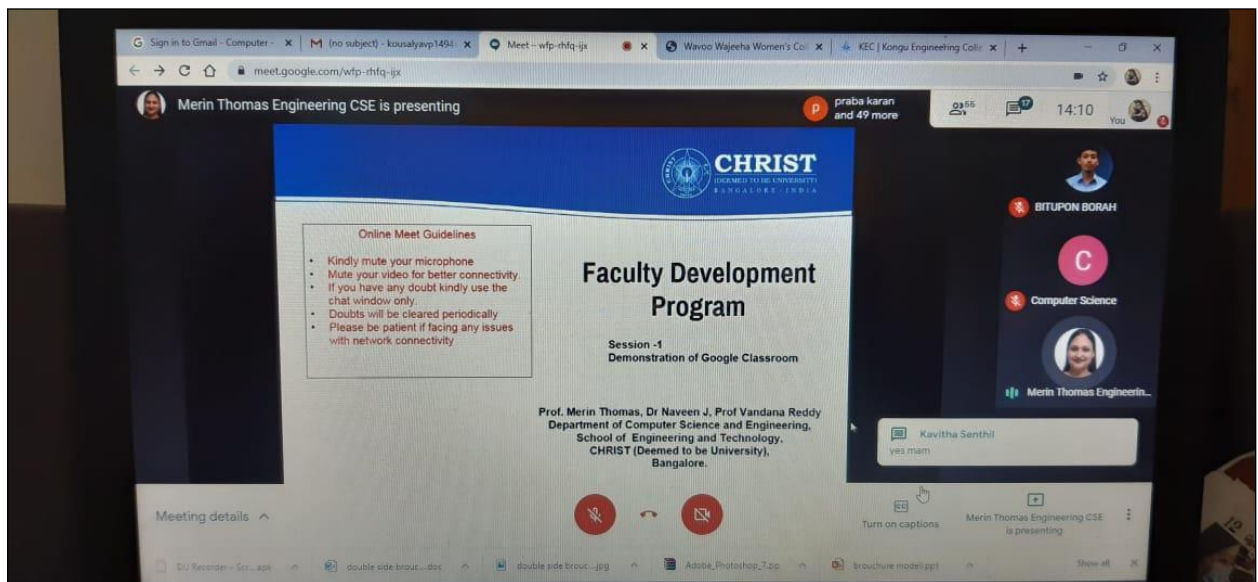 Sign in to Gmail - Computer -
(no subject) - kousalyavp1494
Meet – wfp-rhfq-ijx
Wavoo Wajeeha Women's Coll
KEC | Kongu Engineering Colle
meet.google.com/wfp-rhfq-ijx
Merin Thomas Engineering CSE is presenting
p
praba karan
and 49 more
55
17
14:10
You
CHRIST
(DEEMED TO BE UNIVERSITY)
BANGALORE · INDIA
Online Meet Guidelines
• Kindly mute your microphone
• Mute your video for better connectivity.
• If you have any doubt kindly use the
chat window only.
• Doubts will be cleared periodically
• Please be patient if facing any issues
with network connectivity
Faculty Development
Program
Session -1
Demonstration of Google Classroom
Prof. Merin Thomas, Dr Naveen J, Prof Vandana Reddy
Department of Computer Science and Engineering,
School of Engineering and Technology,
CHRIST (Deemed to be University),
Bangalore.
BITUPON BORAH
C
Computer Science
Merin Thomas Engineerin...
Kavitha Senthil
yes mam
Meeting details
Turn on captions
Merin Thomas Engineering CSE
is presenting
DU Recorder – Scr....apk
double side brouc....doc
double side brouc....jpg
Adobe_Photoshop_7.zip
brouchure model.ppt
Show all